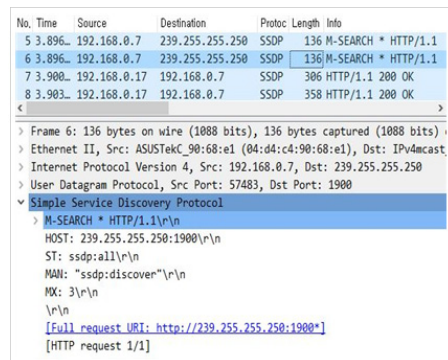 No. Time Source Destination Protoc Length Info
5 3.896… 192.168.0.7 239.255.255.250 SSDP 136 M-SEARCH * HTTP/1.1
6 3.896… 192.168.0.7 239.255.255.250 SSDP 136 M-SEARCH * HTTP/1.1
7 3.900… 192.168.0.17 192.168.0.7 SSDP 306 HTTP/1.1 200 OK
8 3.903… 192.168.0.17 192.168.0.7 SSDP 358 HTTP/1.1 200 OK
Frame 6: 136 bytes on wire (1088 bits), 136 bytes captured (1088 bits)
Ethernet II, Src: ASUSTekC_90:68:e1 (04:d4:c4:90:68:e1), Dst: IPv4mcast_
Internet Protocol Version 4, Src: 192.168.0.7, Dst: 239.255.255.250
User Datagram Protocol, Src Port: 57483, Dst Port: 1900
Simple Service Discovery Protocol
M-SEARCH * HTTP/1.1\r\n
HOST: 239.255.255.250:1900\r\n
ST: ssdp:all\r\n
MAN: "ssdp:discover"\r\n
MX: 3\r\n
\r\n
[Full request URI: http://239.255.255.250:1900*]
[HTTP request 1/1]